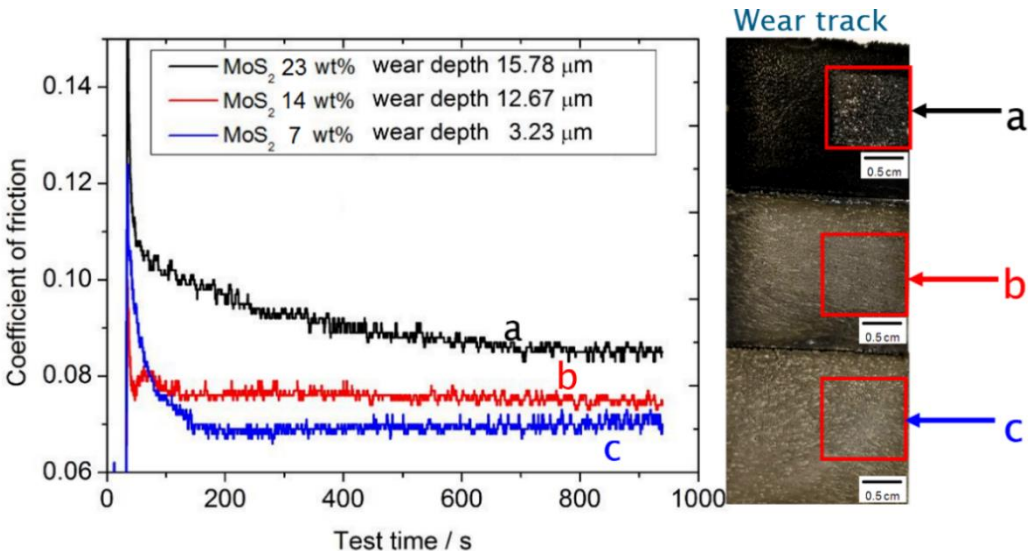 Wear track
MoS2 23 wt% wear depth 15.78 μm
MoS2 14 wt% wear depth 12.67 μm
MoS2 7 wt% wear depth 3.23 μm
0.14
0.12
0.10
0.08
0.06
Coefficient of friction
a
b
c
0 200 400 600 800 1000
Test time / s
a
0.5cm
b
0.5cm
c
0.5cm